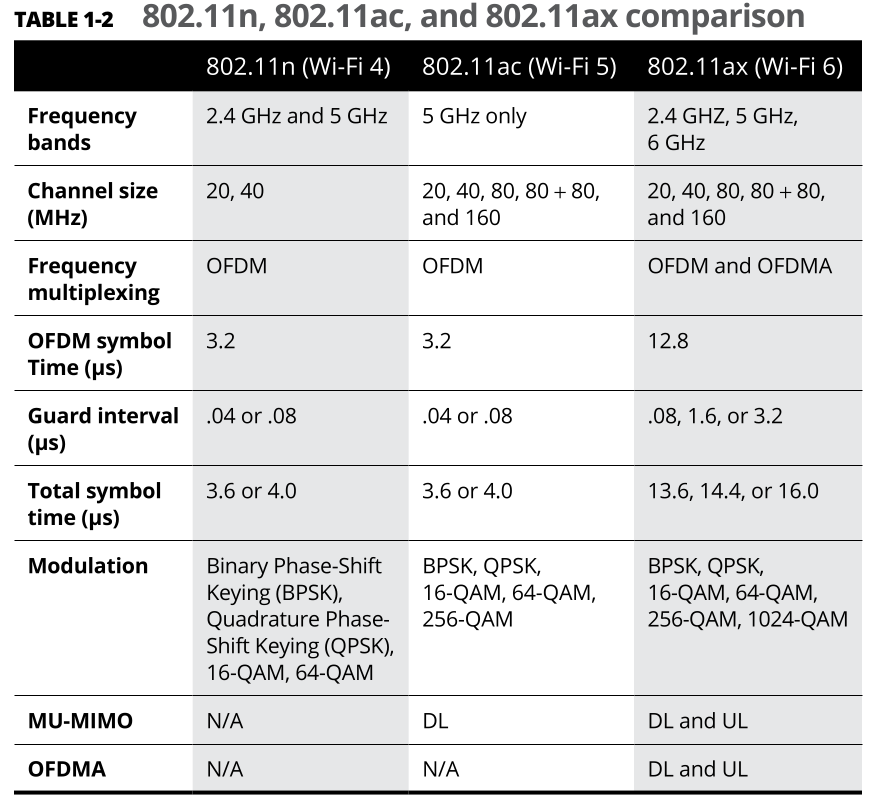 TABLE 1-2 802.11n, 802.11ac, and 802.11ax comparison
802.11n (Wi-Fi 4) 802.11ac (Wi-Fi 5) 802.11ax (Wi-Fi 6)
Frequency bands 2.4 GHz and 5 GHz 5 GHz only 2.4 GHZ, 5 GHz, 6 GHz
Channel size (MHz) 20, 40 20, 40, 80, 80 + 80, and 160 20, 40, 80, 80 + 80, and 160
Frequency multiplexing OFDM OFDM OFDM and OFDMA
OFDM symbol Time (µs) 3.2 3.2 12.8
Guard interval (µs) .04 or .08 .04 or .08 .08, 1.6, or 3.2
Total symbol time (µs) 3.6 or 4.0 3.6 or 4.0 13.6, 14.4, or 16.0
Modulation Binary Phase-Shift Keying (BPSK), Quadrature Phase-Shift Keying (QPSK), 16-QAM, 64-QAM BPSK, QPSK, 16-QAM, 64-QAM, 256-QAM BPSK, QPSK, 16-QAM, 64-QAM, 256-QAM, 1024-QAM
MU-MIMO N/A DL DL and UL
OFDMA N/A N/A DL and UL